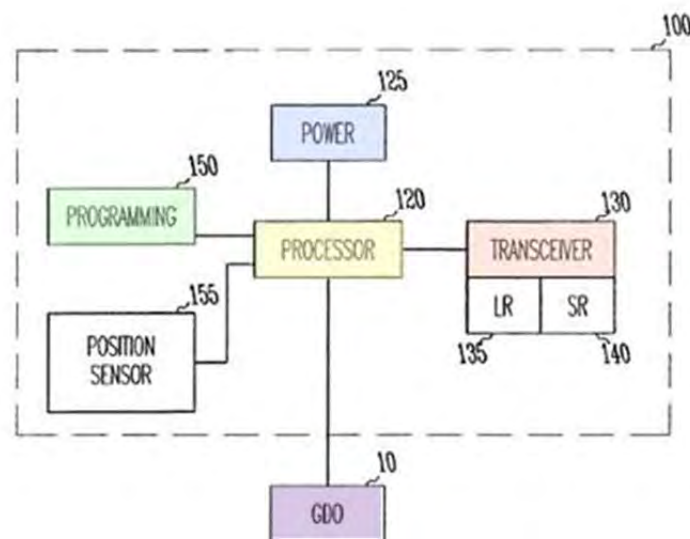 100
125
POWER
150
PROGRAMMING
120
PROCESSOR
130
TRANSCEIVER
LR
SR
135
140
155
POSITION
SENSOR
10
GDO